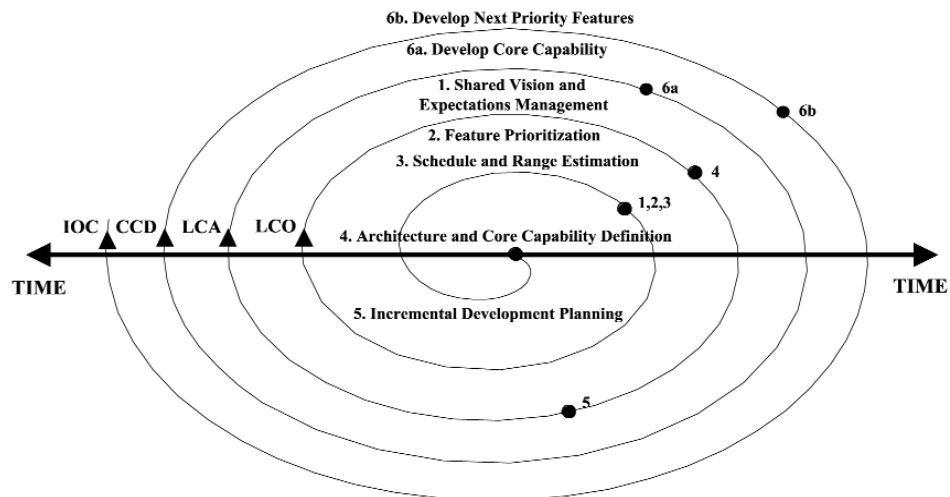 6b. Develop Next Priority Features
6a. Develop Core Capability
1. Shared Vision and
Expectations Management
6a
6b
2. Feature Prioritization
3. Schedule and Range Estimation
4
1,2,3
IOC CCD LCA LCO
4. Architecture and Core Capability Definition
TIME TIME
5. Incremental Development Planning
5